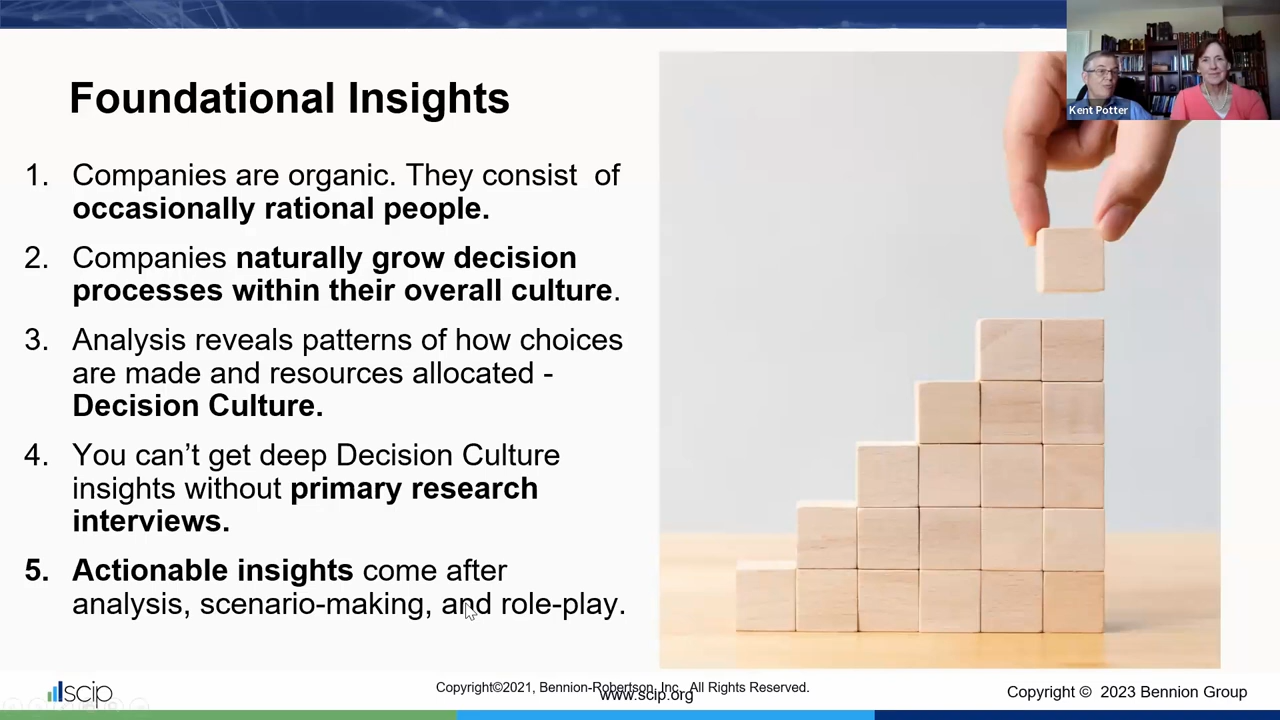 Foundational Insights
Kent Potter
1. Companies are organic. They consist of
occasionally rational people.
2. Companies naturally grow decision
processes within their overall culture.
3. Analysis reveals patterns of how choices
are made and resources allocated -
Decision Culture.
4. You can’t get deep Decision Culture
insights without primary research
interviews.
5. Actionable insights come after
analysis, scenario-making, and role-play.
scip
Copyright©2021, Bennion-Robertson, Inc., All Rights Reserved.
www.scip.org
Copyright © 2023 Bennion Group